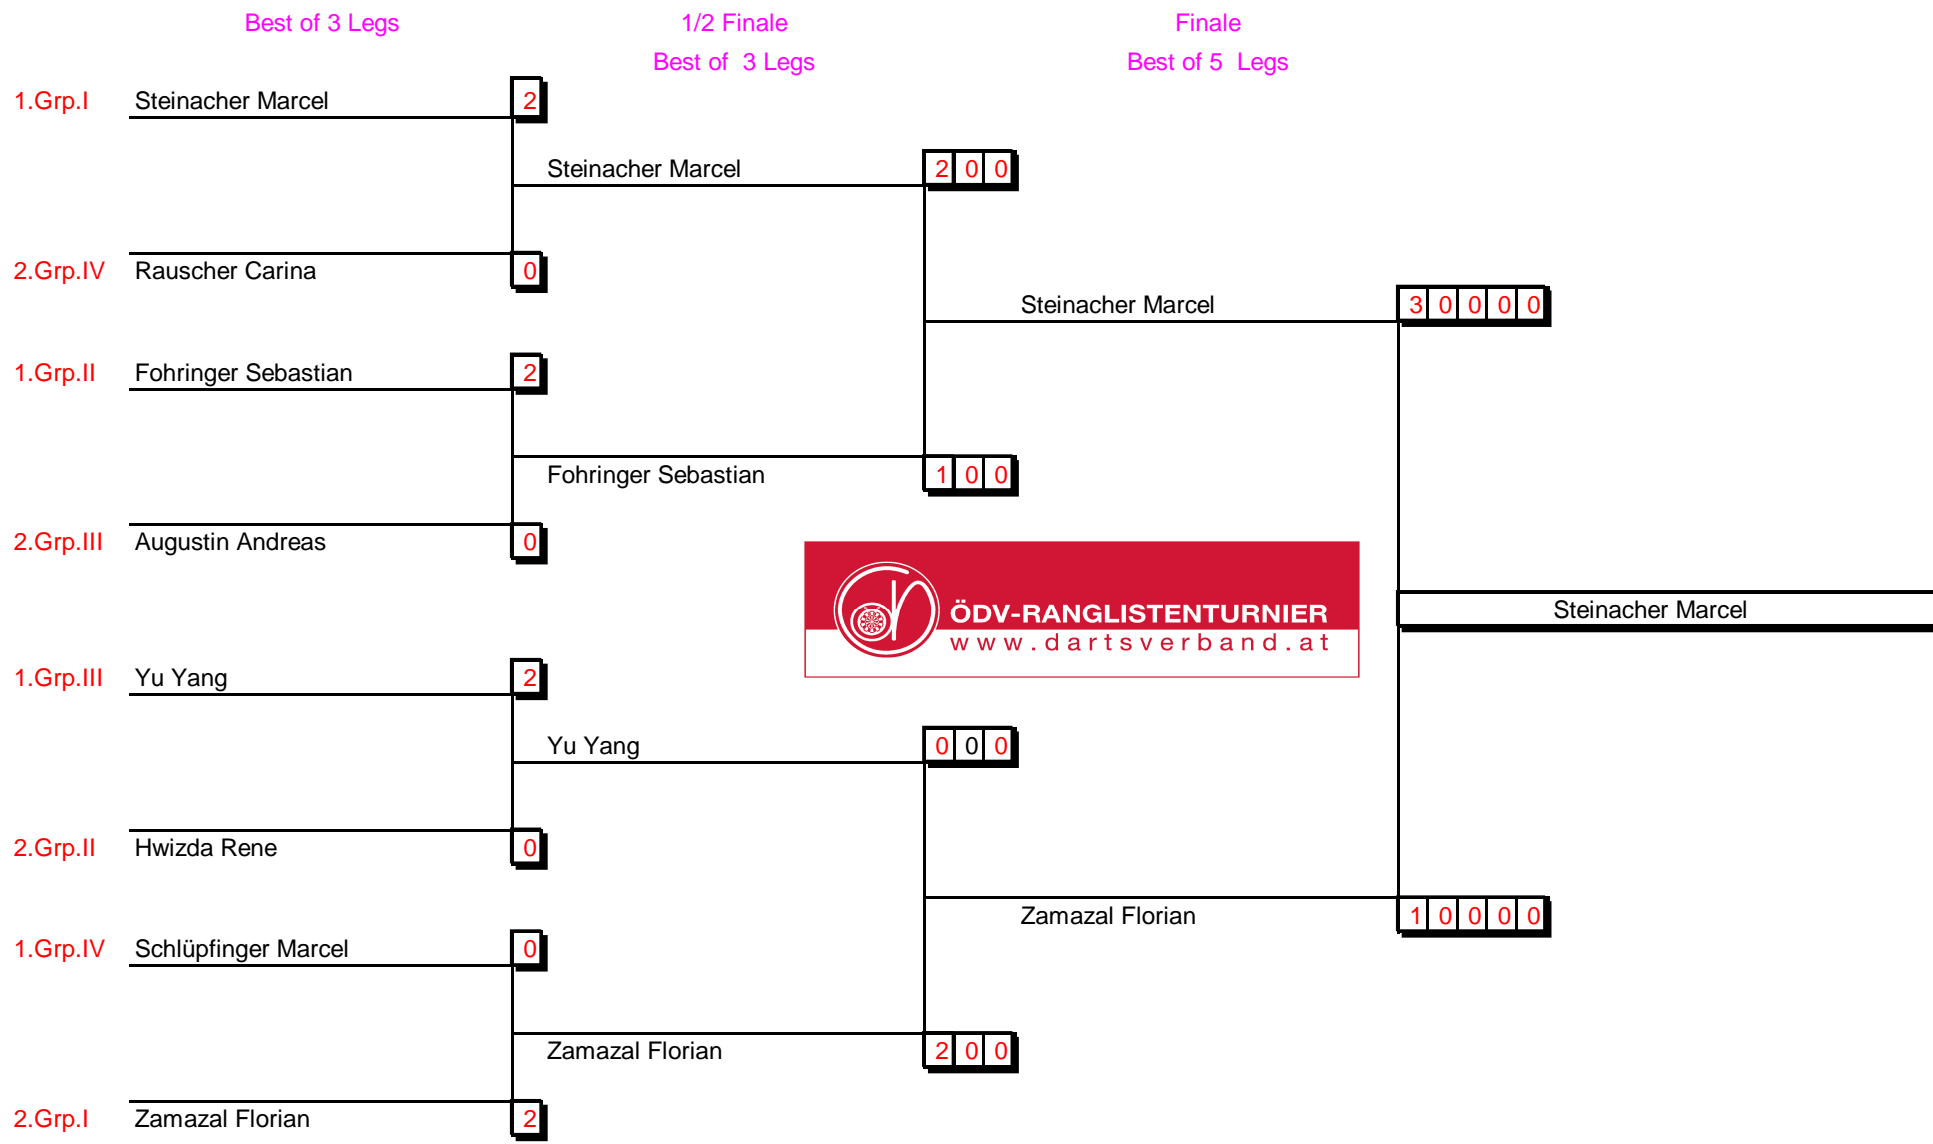 Best of 3 Legs 1/2 Finale Finale
Best of 3 Legs Best of 5 Legs
1.Grp.I Steinacher Marcel 2
Steinacher Marcel 2 0 0
2.Grp.IV Rauscher Carina 0
Steinacher Marcel 3 0 0 0 0
1.Grp.II Fohringer Sebastian 2
Fohringer Sebastian 1 0 0
2.Grp.III Augustin Andreas 0
ÖDV-RANGLISTENTURNIER
www.dartsverband.at
Steinacher Marcel
1.Grp.III Yu Yang 2
Yu Yang 0 0 0
2.Grp.II Hwizda Rene 0
Zamazal Florian 1 0 0 0 0
1.Grp.IV Schlüpfinger Marcel 0
Zamazal Florian 2 0 0
2.Grp.I Zamazal Florian 2